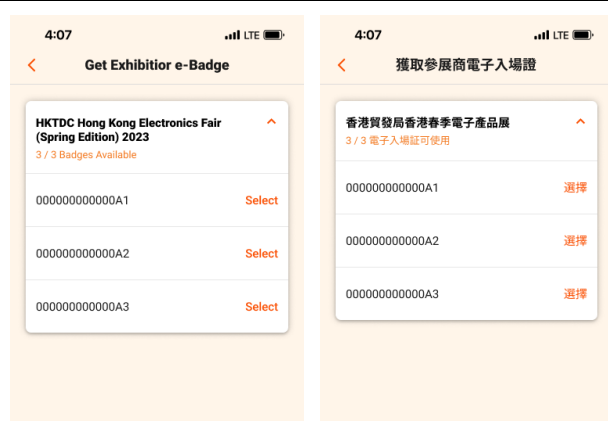 4:07
LTE
Get Exhibitior e-Badge
HKTDC Hong Kong Electronics Fair
(Spring Edition) 2023
3 / 3 Badges Available
000000000000A1
Select
000000000000A2
Select
000000000000A3
Select
4:07
LTE
獲取參展商電子入場證
香港貿發局香港春季電子產品展
3 / 3 電子入場証可使用
000000000000A1
選擇
000000000000A2
選擇
000000000000A3
選擇